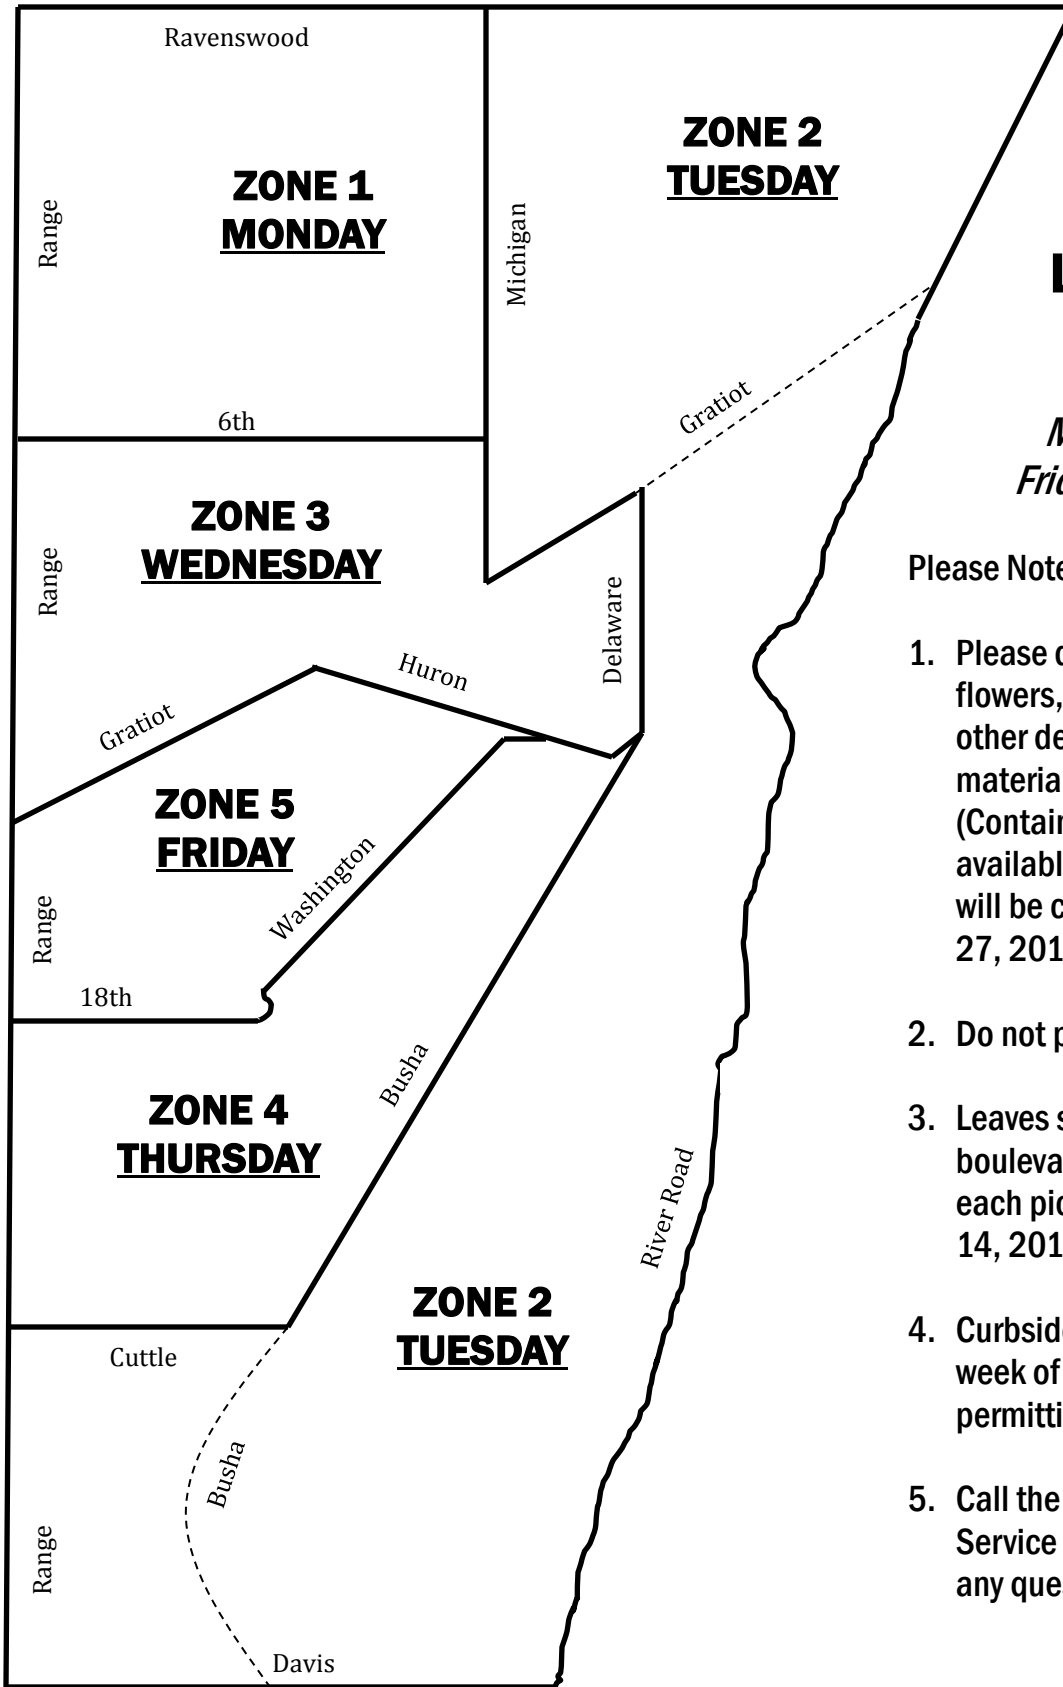 Ravenswood
ZONE 2
TUESDAY
ZONE 1
MONDAY
Range
Michigan
L
6th
Gratiot
M
Frid
ZONE 3
WEDNESDAY
Range
Delaware
Huron
Gratiot
ZONE 5
FRIDAY
Washington
Range
18th
Busha
ZONE 4
THURSDAY
River Road
ZONE 2
TUESDAY
Cuttle
Busha
Range
Davis
Please Note
1. Please
flowers,
other de
materia
(Contain
availabl
will be c
27, 201
2. Do not p
3. Leaves s
bouleva
each pic
14, 201
4. Curbside
week of
permitti
5. Call the
Service
any que